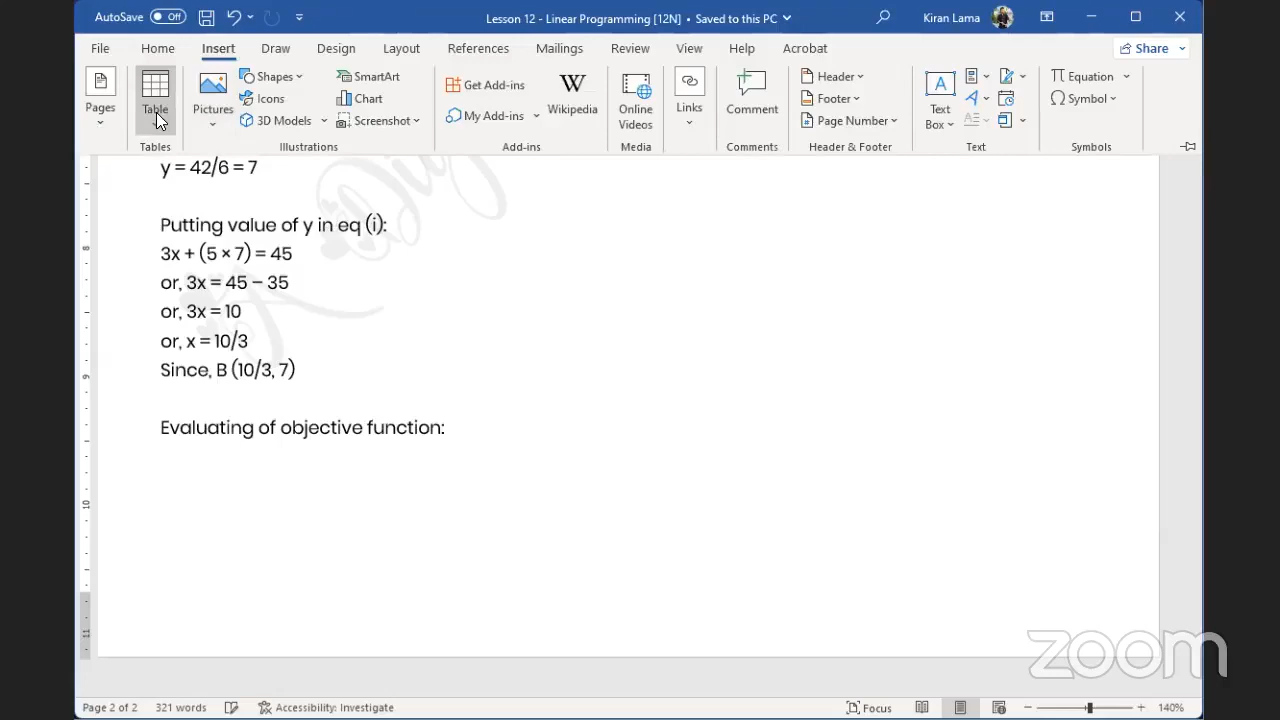 AutoSave Off Lesson 12 - Linear Programming [12N] • Saved to this PC Kiran Lama
File Home Insert Draw Design Layout References Mailings Review View Help Acrobat Share
Pages
Table
Pictures
Shapes
Icons
3D Models
SmartArt
Chart
Screenshot
Get Add-ins
My Add-ins
W
Wikipedia
Online Videos
Links
Comment
Header
Footer
Page Number
A
Text Box
Equation
Symbol
Tables Illustrations Add-ins Media Comments Header & Footer Text Symbols
y = 42/6 = 7
Putting value of y in eq (i):
3x + (5 × 7) = 45
or, 3x = 45 – 35
or, 3x = 10
or, x = 10/3
Since, B (10/3, 7)
Evaluating of objective function:
8
9
10
11
zoom
Page 2 of 2 321 words Accessibility: Investigate Focus 140%